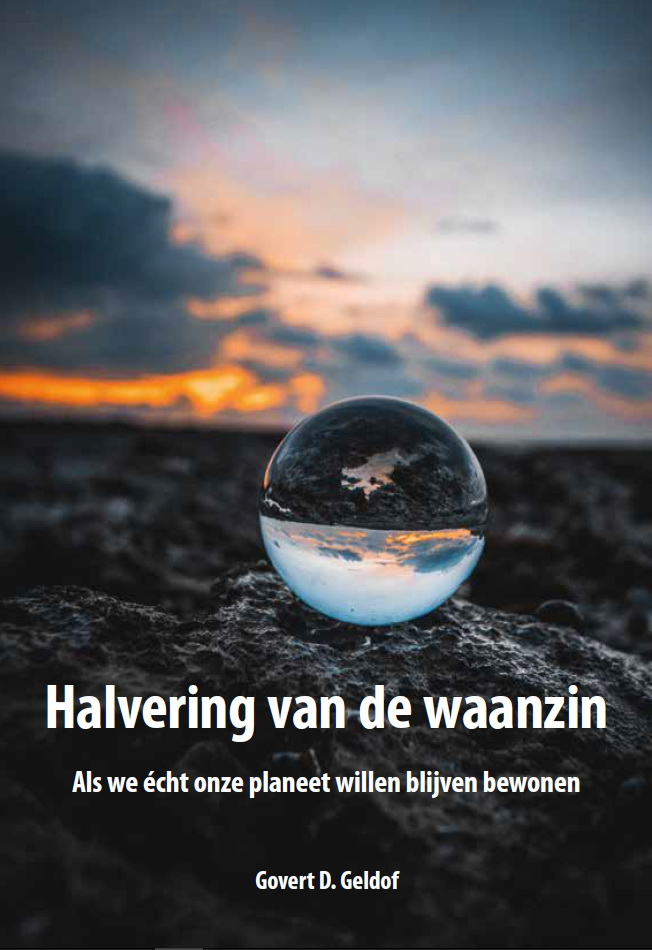 Halvering van de waanzin
Als we écht onze planeet willen blijven bewonen
Govert D. Geldof